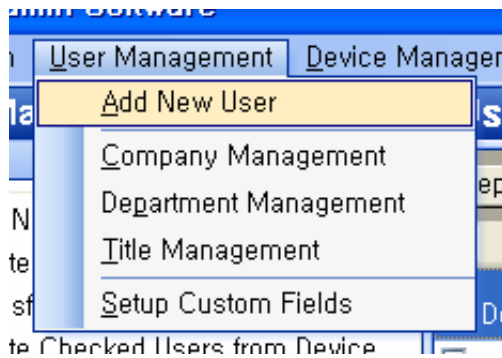 User Management Device Manager
Add New User
Company Management
Department Management
Title Management
Setup Custom Fields
te Checked Users from Device